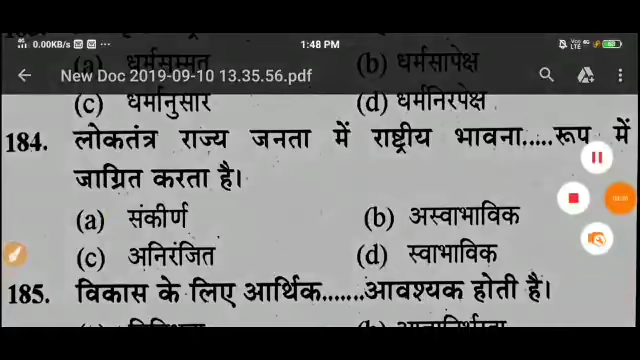 0.00KB/s 1:48 PM
(a) धर्मसम्मत (b) धर्मसापेक्ष
New Doc 2019-09-10 13.35.56.pdf
(c) धर्मानुसार (d) धर्मनिरपेक्ष
184. लोकतंत्र राज्य जनता में राष्ट्रीय भावना.....रूप में
जाग्रित करता है।
(a) संकीर्ण (b) अस्वाभाविक
(c) अनिरंजित (d) स्वाभाविक
185. विकास के लिए आर्थिक.......आवश्यक होती है।